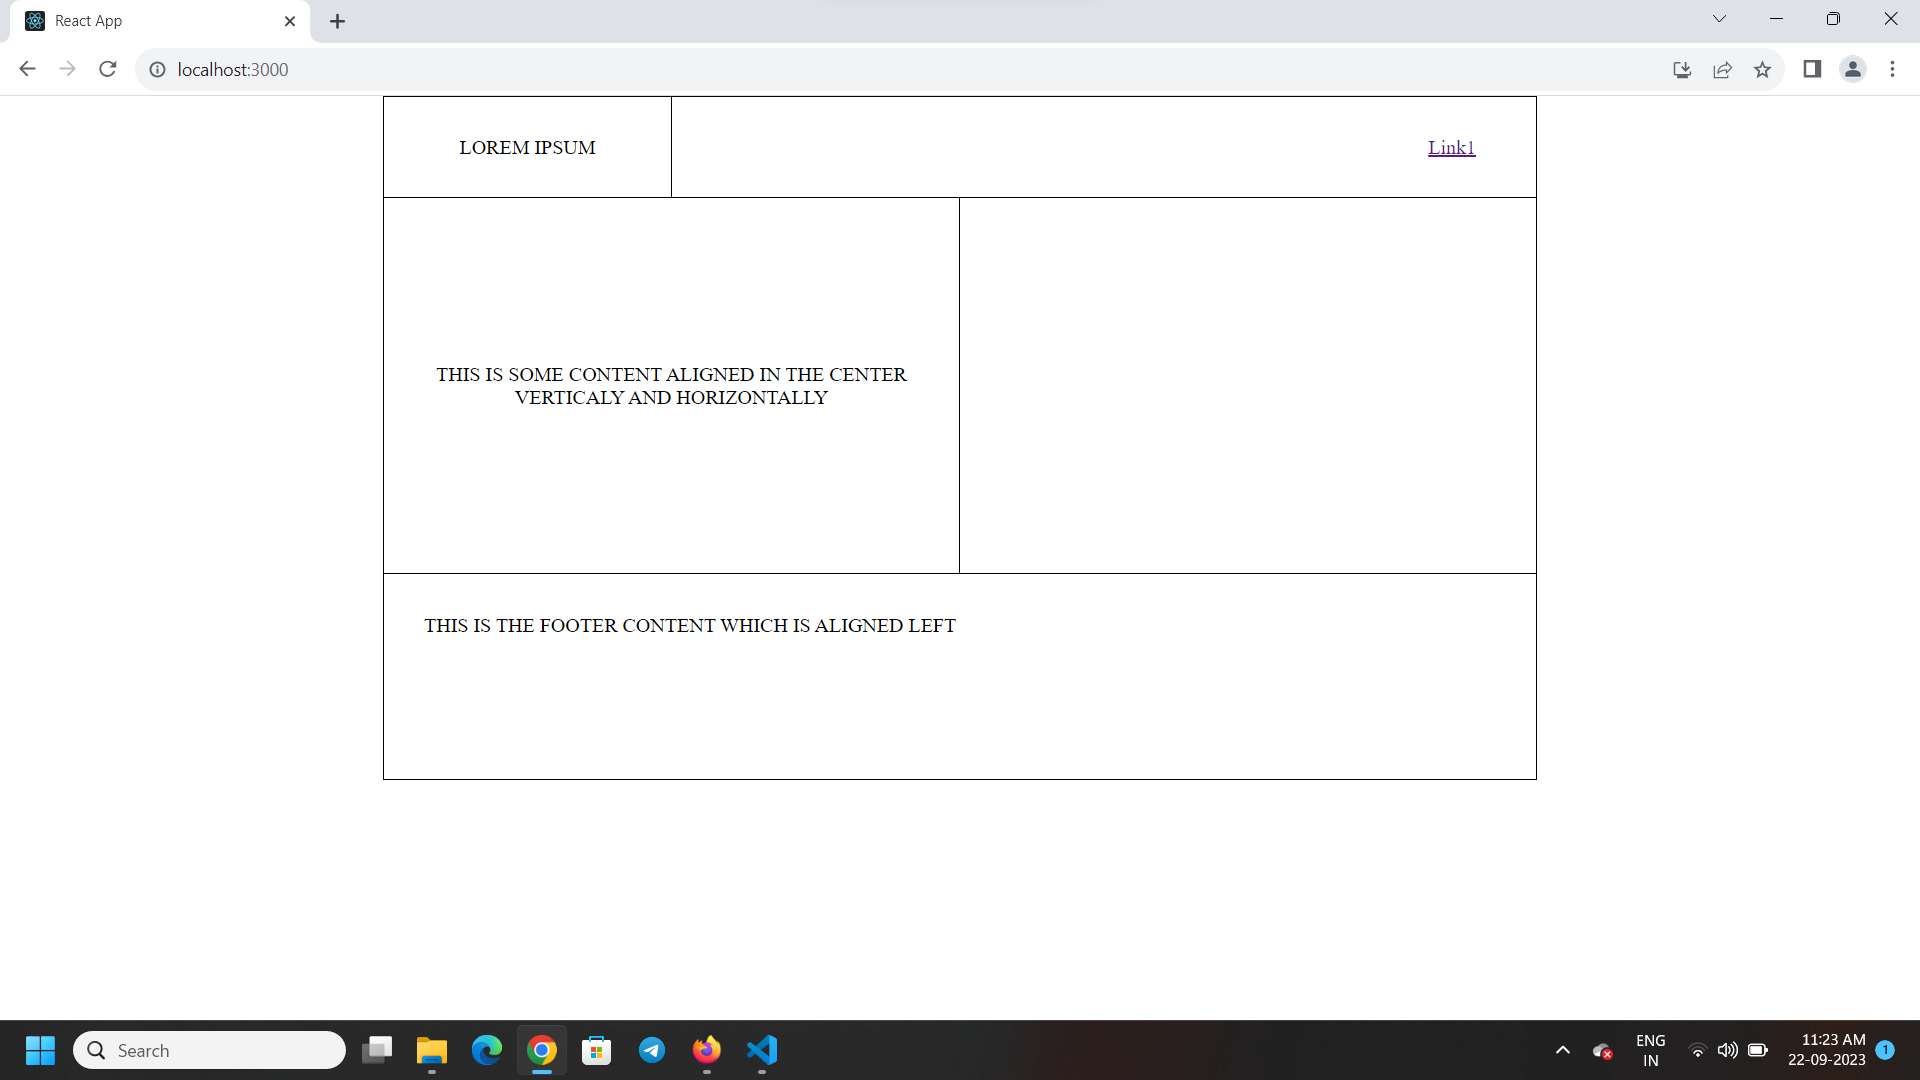 React App
localhost:3000
LOREM IPSUM
Link1
THIS IS SOME CONTENT ALIGNED IN THE CENTER
VERTICALY AND HORIZONTALLY
THIS IS THE FOOTER CONTENT WHICH IS ALIGNED LEFT
Search
ENG
IN
11:23 AM
22-09-2023
1